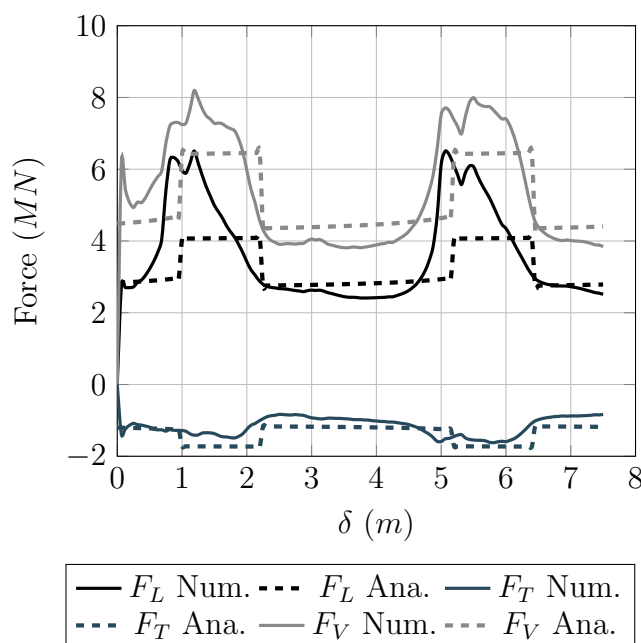 10
8
6
4
2
0
−2
Force (MN)
0 1 2 3 4 5 6 7 8
δ (m)
F_L Num. F_L Ana. F_T Num.
F_T Ana. F_V Num. F_V Ana.